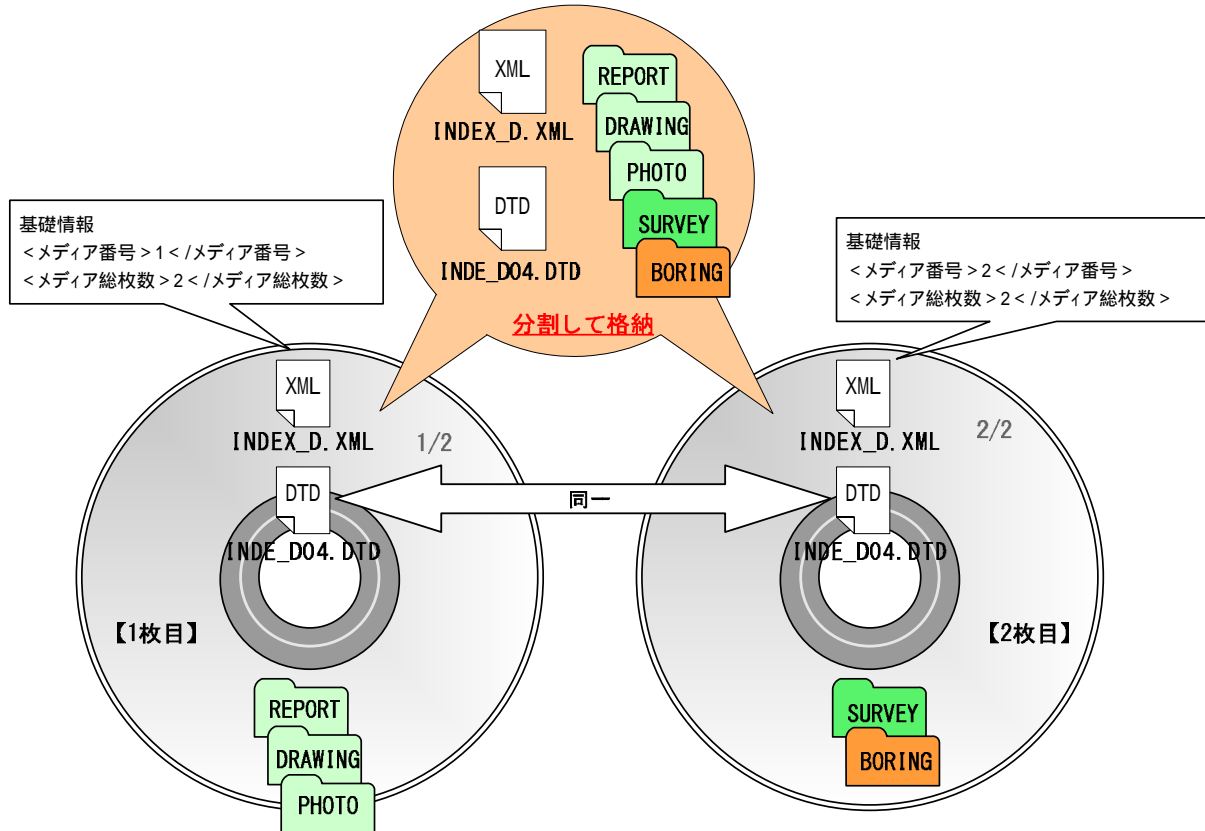 XML
INDEX_D.XML
DTD
INDE_D04.DTD
REPORT
DRAWING
PHOTO
SURVEY
BORING
分割して格納
基礎情報
<メディア番号>1</メディア番号>
<メディア総枚数>2</メディア総枚数>
基礎情報
<メディア番号>2</メディア番号>
<メディア総枚数>2</メディア総枚数>
XML
INDEX_D.XML
1/2
DTD
INDE_D04.DTD
【1枚目】
REPORT
DRAWING
PHOTO
同一
XML
INDEX_D.XML
2/2
DTD
INDE_D04.DTD
【2枚目】
SURVEY
BORING